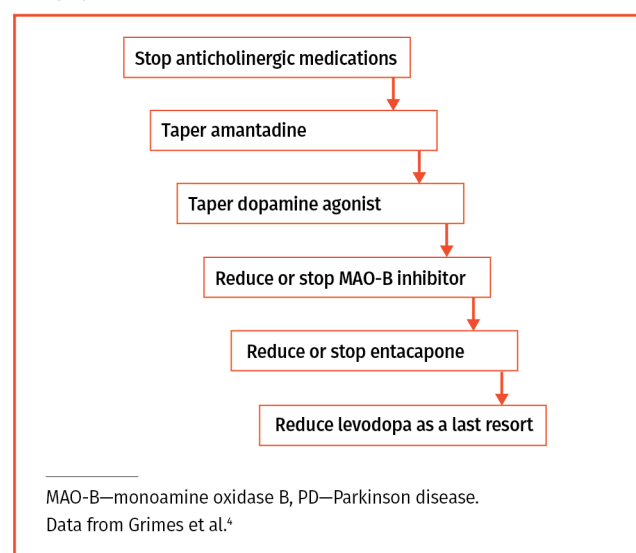 Stop anticholinergic medications
Taper amantadine
Taper dopamine agonist
Reduce or stop MAO-B inhibitor
Reduce or stop entacapone
Reduce levodopa as a last resort
MAO-B—monoamine oxidase B, PD—Parkinson disease.
Data from Grimes et al.⁴